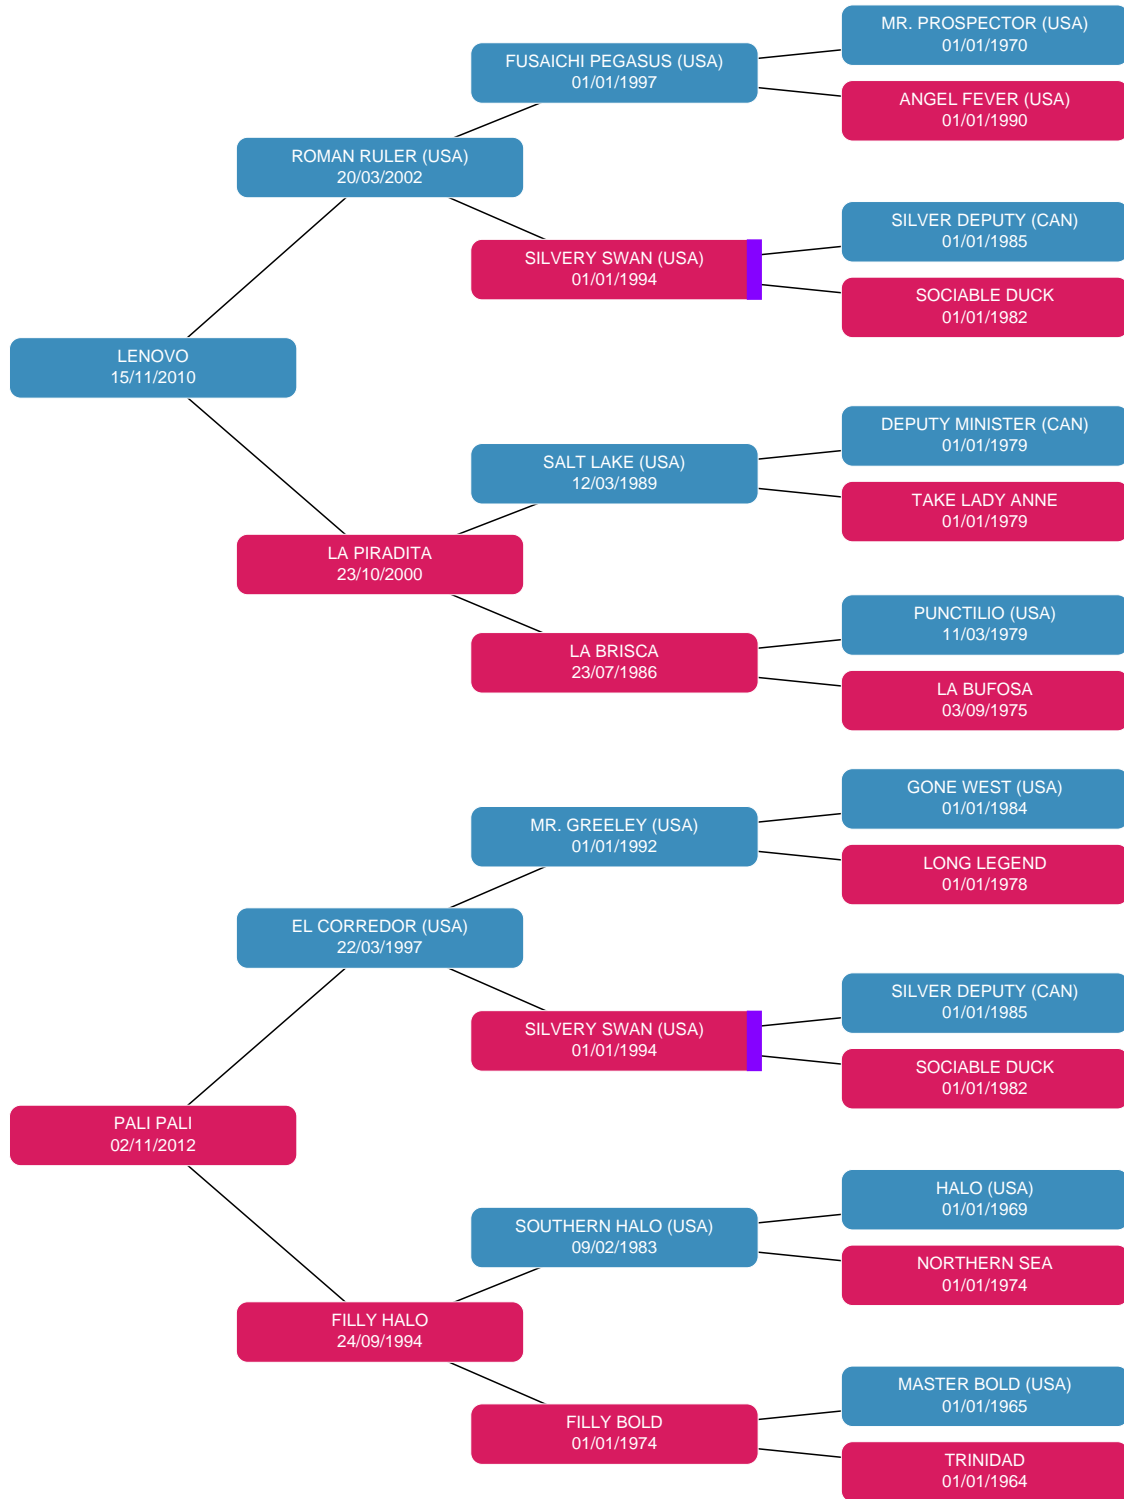 MR. PROSPECTOR (USA)
01/01/1970
FUSAICHI PEGASUS (USA)
01/01/1997
ANGEL FEVER (USA)
01/01/1990
ROMAN RULER (USA)
20/03/2002
SILVER DEPUTY (CAN)
01/01/1985
SILVERY SWAN (USA)
01/01/1994
SOCIABLE DUCK
01/01/1982
LENOVO
15/11/2010
DEPUTY MINISTER (CAN)
01/01/1979
SALT LAKE (USA)
12/03/1989
TAKE LADY ANNE
01/01/1979
LA PIRADITA
23/10/2000
PUNCTILIO (USA)
11/03/1979
LA BRISCA
23/07/1986
LA BUFOSA
03/09/1975
GONE WEST (USA)
01/01/1984
MR. GREELEY (USA)
01/01/1992
LONG LEGEND
01/01/1978
EL CORREDOR (USA)
22/03/1997
SILVER DEPUTY (CAN)
01/01/1985
SILVERY SWAN (USA)
01/01/1994
SOCIABLE DUCK
01/01/1982
PALI PALI
02/11/2012
HALO (USA)
01/01/1969
SOUTHERN HALO (USA)
09/02/1983
NORTHERN SEA
01/01/1974
FILLY HALO
24/09/1994
MASTER BOLD (USA)
01/01/1965
FILLY BOLD
01/01/1974
TRINIDAD
01/01/1964